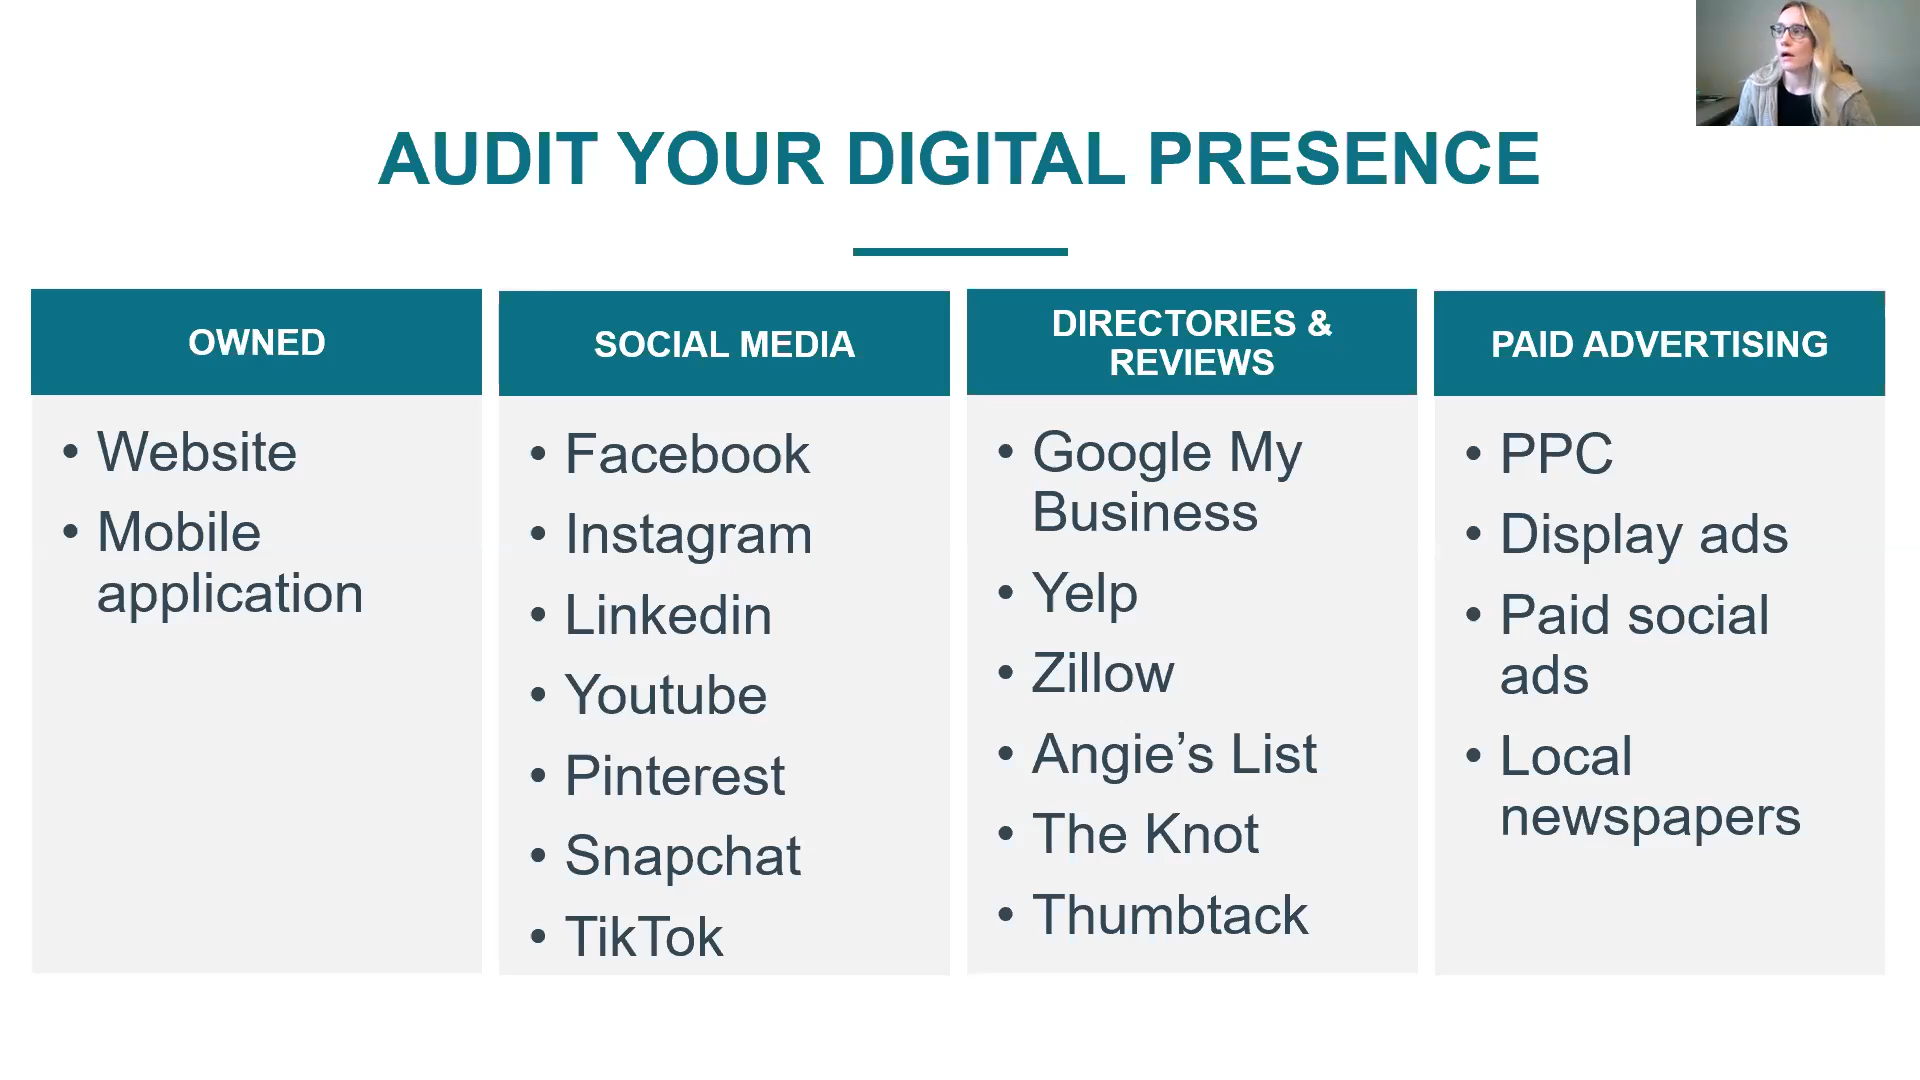 AUDIT YOUR DIGITAL PRESENCE
OWNED
• Website
• Mobile
application
SOCIAL MEDIA
• Facebook
• Instagram
• Linkedin
• Youtube
• Pinterest
• Snapchat
• TikTok
DIRECTORIES &
REVIEWS
• Google My
Business
• Yelp
• Zillow
• Angie’s List
• The Knot
• Thumbtack
PAID ADVERTISING
• PPC
• Display ads
• Paid social
ads
• Local
newspapers